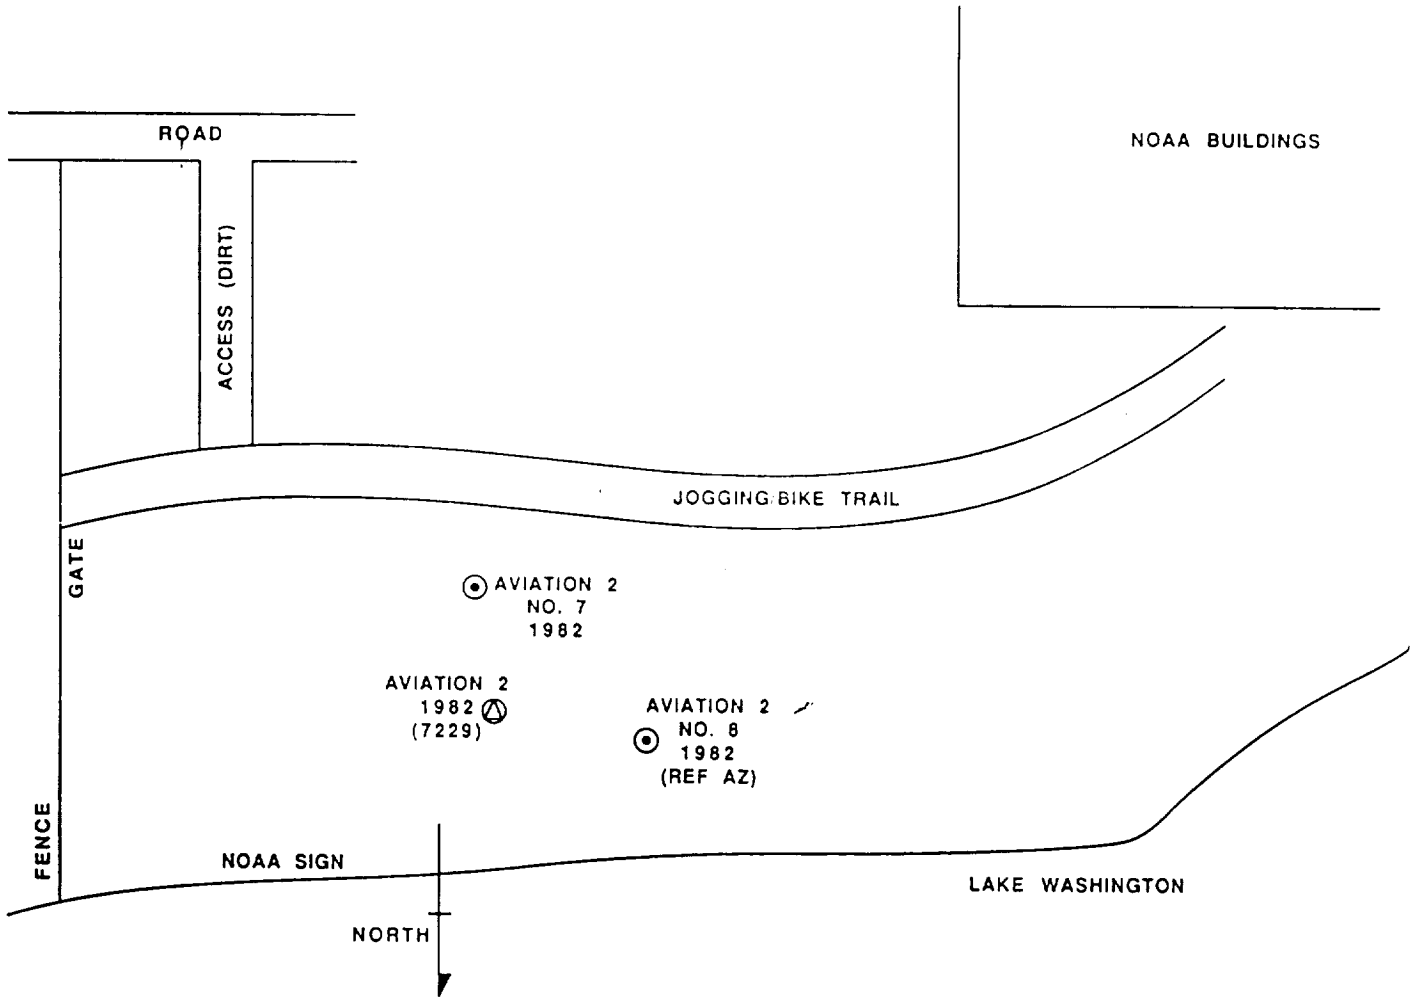 ROAD
NOAA BUILDINGS
ACCESS (DIRT)
JOGGING/BIKE TRAIL
GATE
AVIATION 2
NO. 7
1982
AVIATION 2
1982
(7229)
AVIATION 2
NO. 8
1982
(REF AZ)
FENCE
NOAA SIGN
LAKE WASHINGTON
NORTH